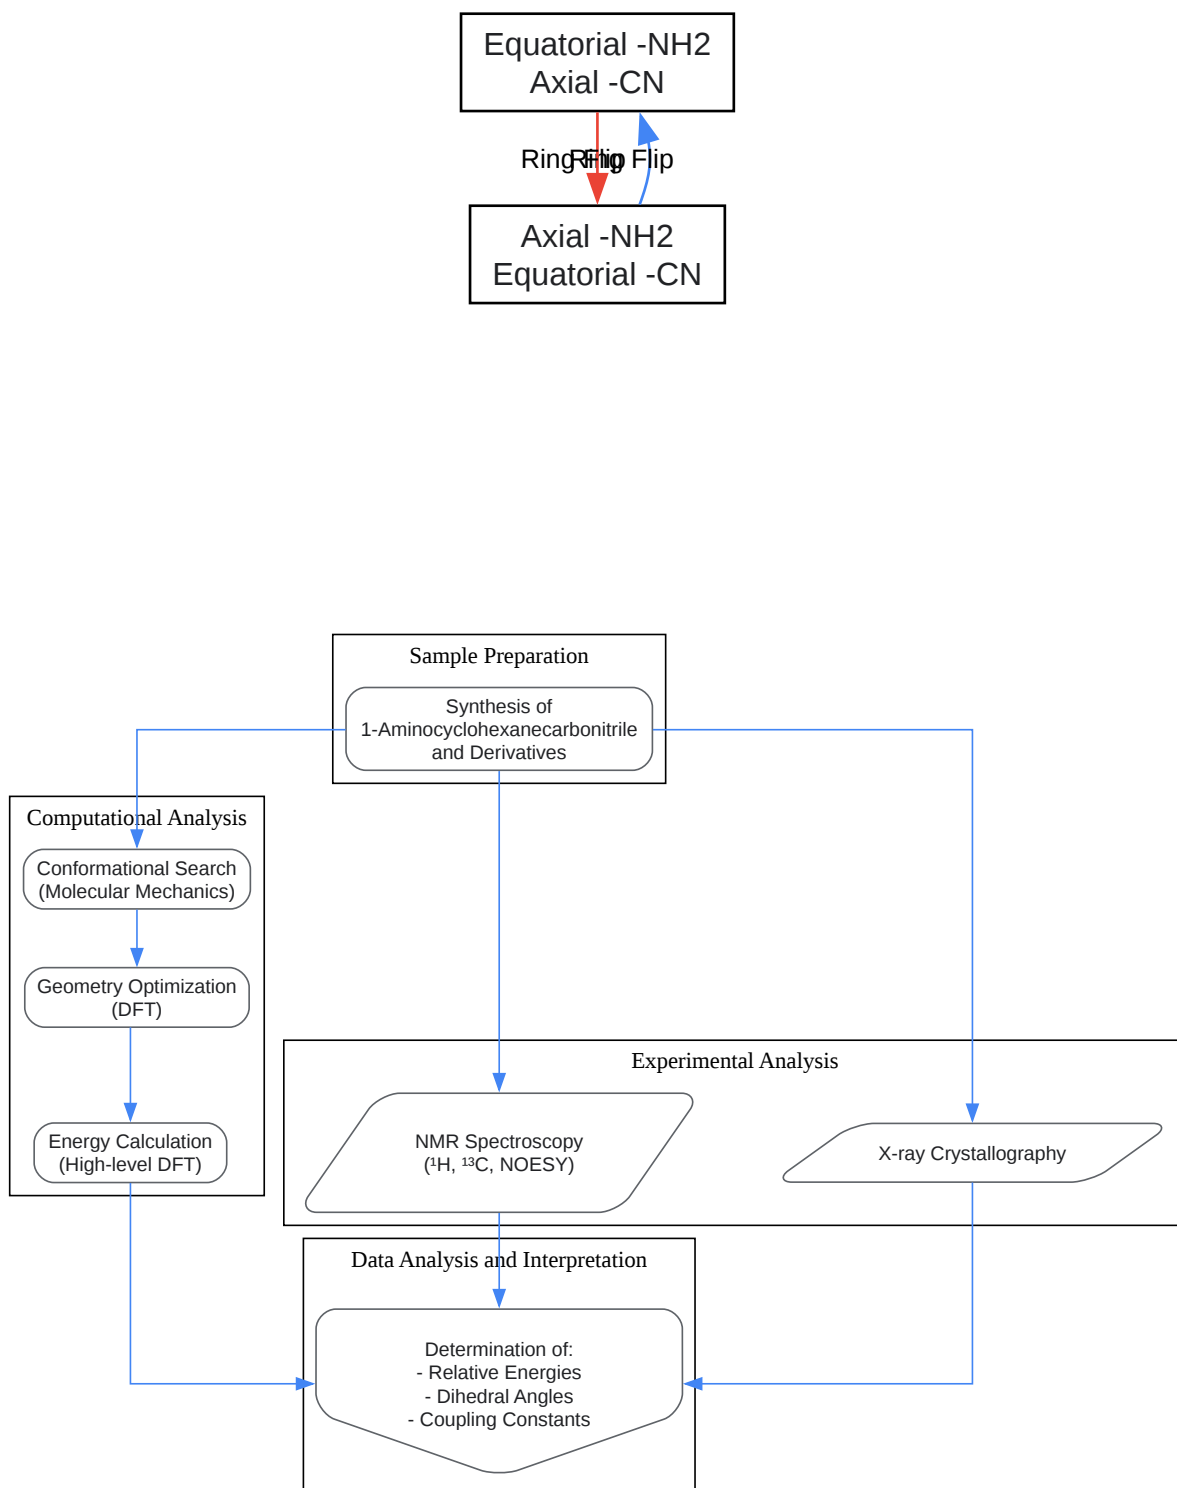 Equatorial -NH2
Axial -CN
Ring Flip
Ring Flip
Axial -NH2
Equatorial -CN
Sample Preparation
Synthesis of
1-Aminocyclohexanecarbonitrile
and Derivatives
Computational Analysis
Conformational Search
(Molecular Mechanics)
Geometry Optimization
(DFT)
Experimental Analysis
Energy Calculation
(High-level DFT)
NMR Spectroscopy
(¹H, ¹³C, NOESY)
X-ray Crystallography
Data Analysis and Interpretation
Determination of:
- Relative Energies
- Dihedral Angles
- Coupling Constants